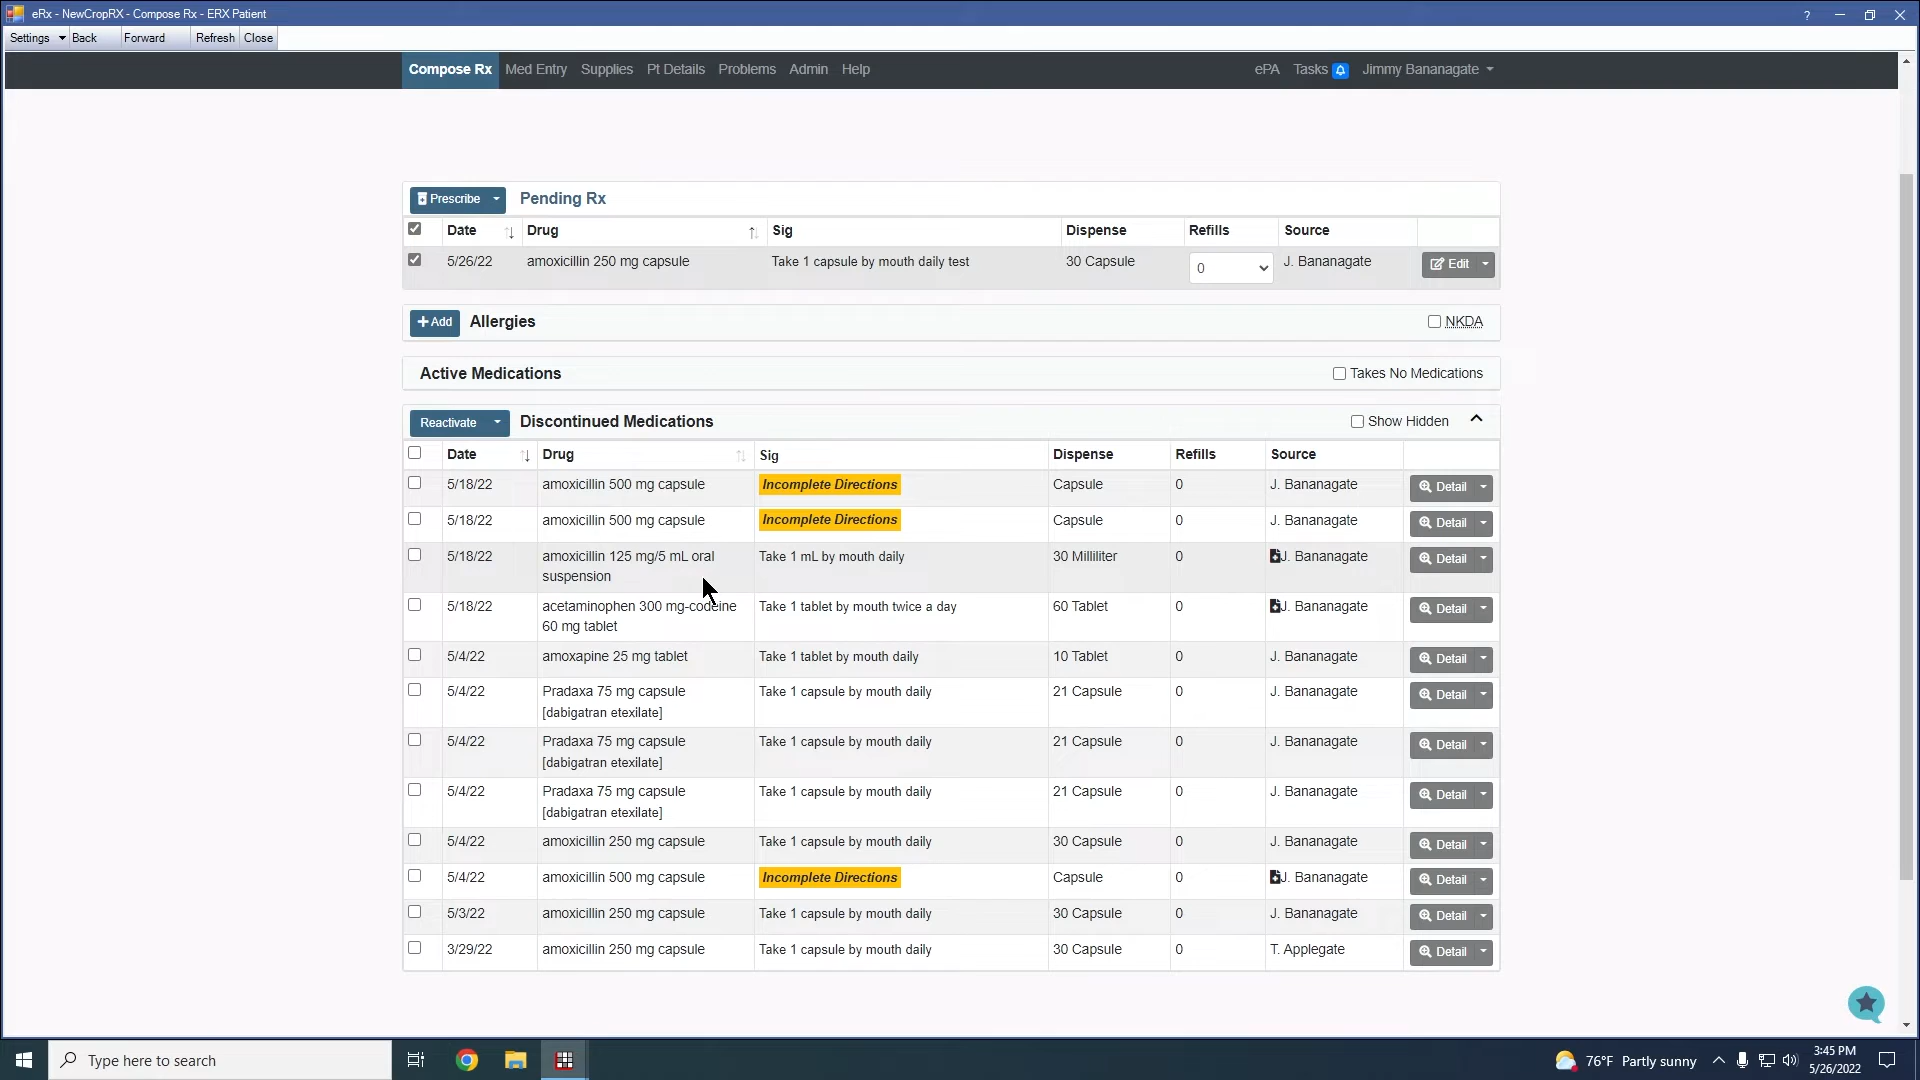 eRx - NewCropRX - Compose Rx - ERX Patient
Settings Back Forward Refresh Close
Compose Rx Med Entry Supplies Pt Details Problems Admin Help ePA Tasks Jimmy Bananagate
Prescribe Pending Rx
Date Drug Sig Dispense Refills Source
5/26/22 amoxicillin 250 mg capsule Take 1 capsule by mouth daily test 30 Capsule 0 J. Bananagate Edit
+Add Allergies NKDA
Active Medications Takes No Medications
Reactivate Discontinued Medications Show Hidden
Date Drug Sig Dispense Refills Source
5/18/22 amoxicillin 500 mg capsule Incomplete Directions Capsule 0 J. Bananagate Detail
5/18/22 amoxicillin 500 mg capsule Incomplete Directions Capsule 0 J. Bananagate Detail
5/18/22 amoxicillin 125 mg/5 mL oral Take 1 mL by mouth daily 30 Milliliter 0 J. Bananagate Detail
suspension
5/18/22 acetaminophen 300 mg-codeine Take 1 tablet by mouth twice a day 60 Tablet 0 J. Bananagate Detail
60 mg tablet
5/4/22 amoxapine 25 mg tablet Take 1 tablet by mouth daily 10 Tablet 0 J. Bananagate Detail
5/4/22 Pradaxa 75 mg capsule Take 1 capsule by mouth daily 21 Capsule 0 J. Bananagate Detail
[dabigatran etexilate]
5/4/22 Pradaxa 75 mg capsule Take 1 capsule by mouth daily 21 Capsule 0 J. Bananagate Detail
[dabigatran etexilate]
5/4/22 Pradaxa 75 mg capsule Take 1 capsule by mouth daily 21 Capsule 0 J. Bananagate Detail
[dabigatran etexilate]
5/4/22 amoxicillin 250 mg capsule Take 1 capsule by mouth daily 30 Capsule 0 J. Bananagate Detail
5/4/22 amoxicillin 500 mg capsule Incomplete Directions Capsule 0 J. Bananagate Detail
5/3/22 amoxicillin 250 mg capsule Take 1 capsule by mouth daily 30 Capsule 0 J. Bananagate Detail
3/29/22 amoxicillin 250 mg capsule Take 1 capsule by mouth daily 30 Capsule 0 T. Applegate Detail
Type here to search 76°F Partly sunny 3:45 PM
5/26/2022